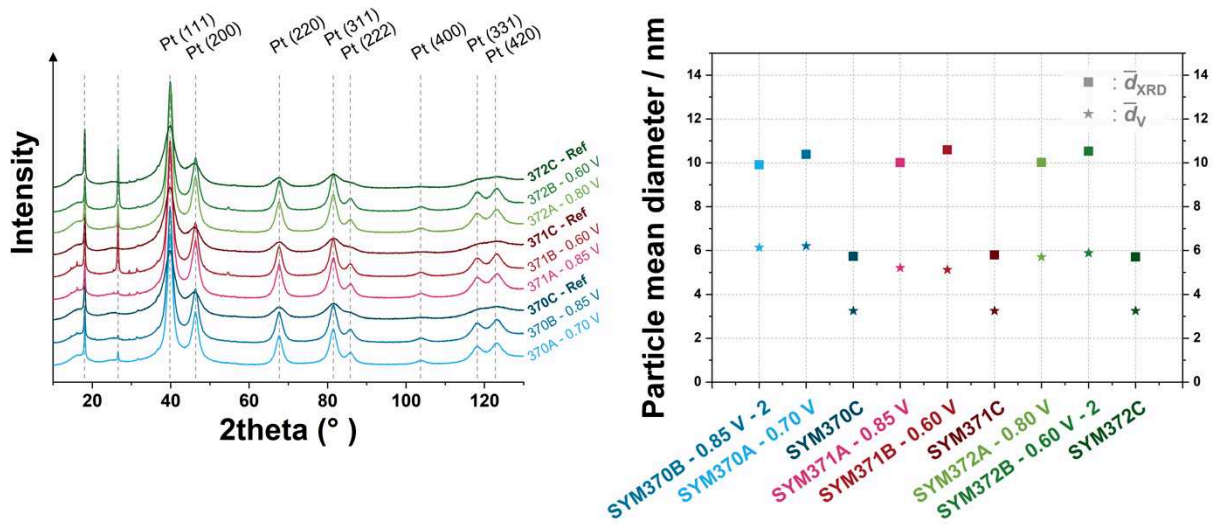 Pt (111)
Pt (200)
Pt (220)
Pt (311)
Pt (222)
Pt (400)
Pt (331)
Pt (420)
Intensity
372C - Ref
372B - 0.60 V
372A - 0.80 V
371C - Ref
371B - 0.60 V
371A - 0.85 V
370C - Ref
370B - 0.85 V
370A - 0.70 V
20 40 60 80 100 120
2theta (° )
Particle mean diameter / nm
14 14
12 12
10 10
8 8
6 6
4 4
2 2
0 0
■ : d̅XRD
★ : d̅V
SYM370B - 0.85 V - 2
SYM370A - 0.70 V
SYM370C
SYM371A - 0.85 V
SYM371B - 0.60 V
SYM371C
SYM372A - 0.80 V
SYM372B - 0.60 V - 2
SYM372C